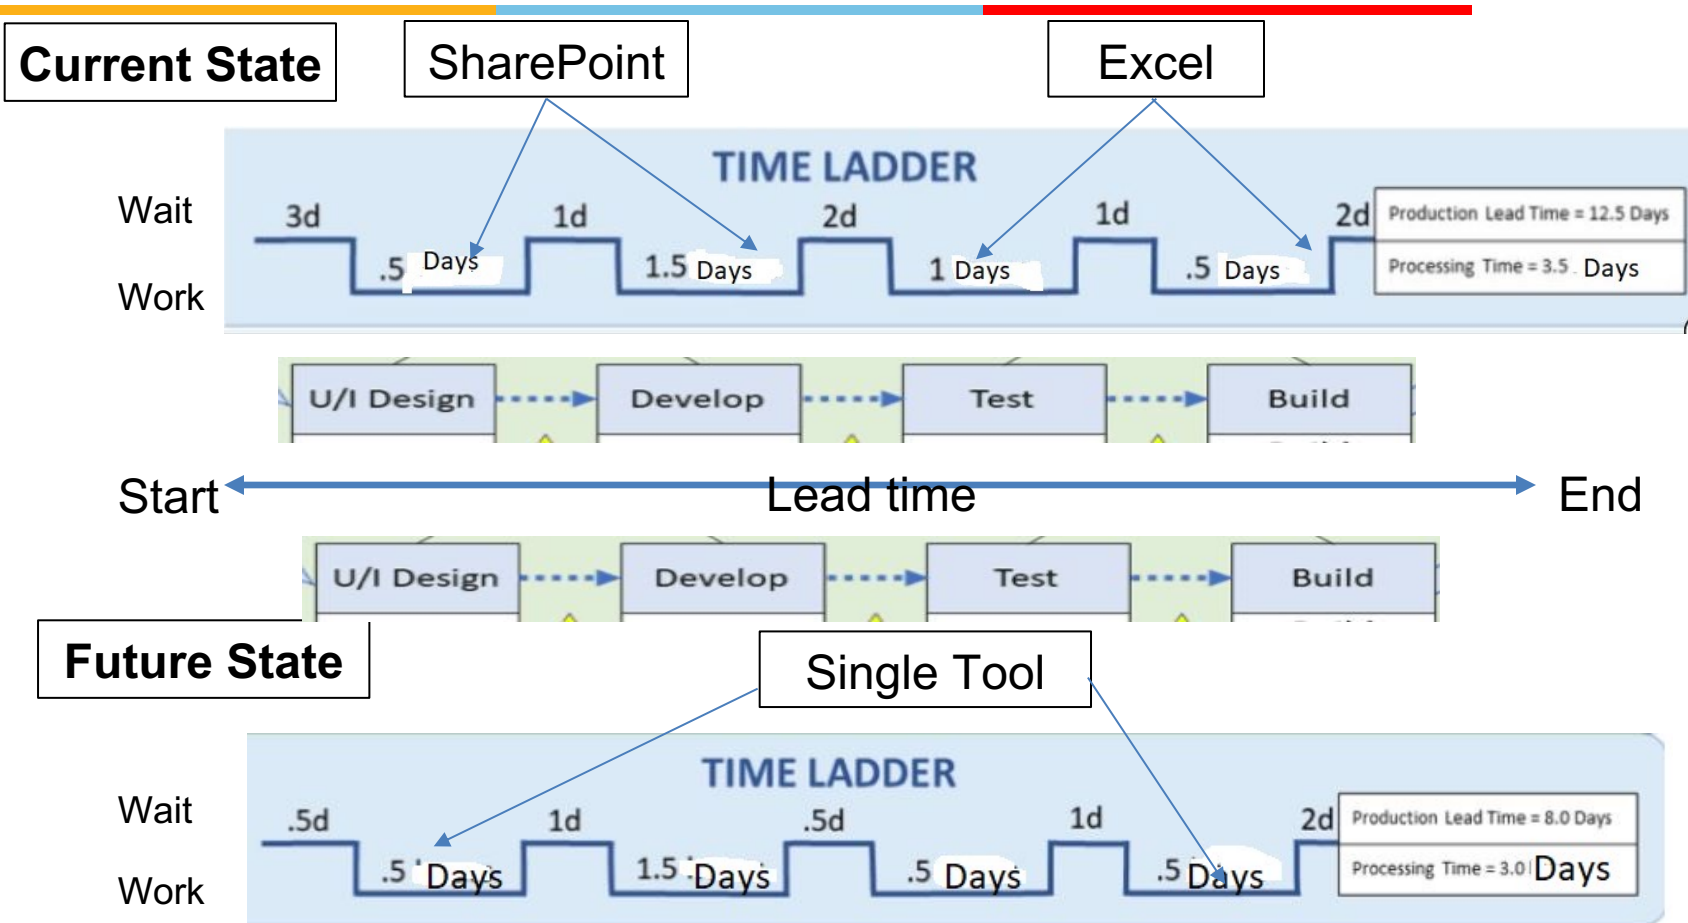 Current State
SharePoint
Excel
TIME LADDER
Wait
3d
1d
2d
1d
2d
Production Lead Time = 12.5 Days
.5 Days
1.5 Days
1 Days
.5 Days
Processing Time = 3.5 Days
Work
U/I Design
Develop
Test
Build
Start
Lead time
End
U/I Design
Develop
Test
Build
Future State
Single Tool
TIME LADDER
Wait
.5d
1d
.5d
1d
2d
Production Lead Time = 8.0 Days
.5 Days
1.5 Days
.5 Days
.5 Days
Processing Time = 3.0 Days
Work